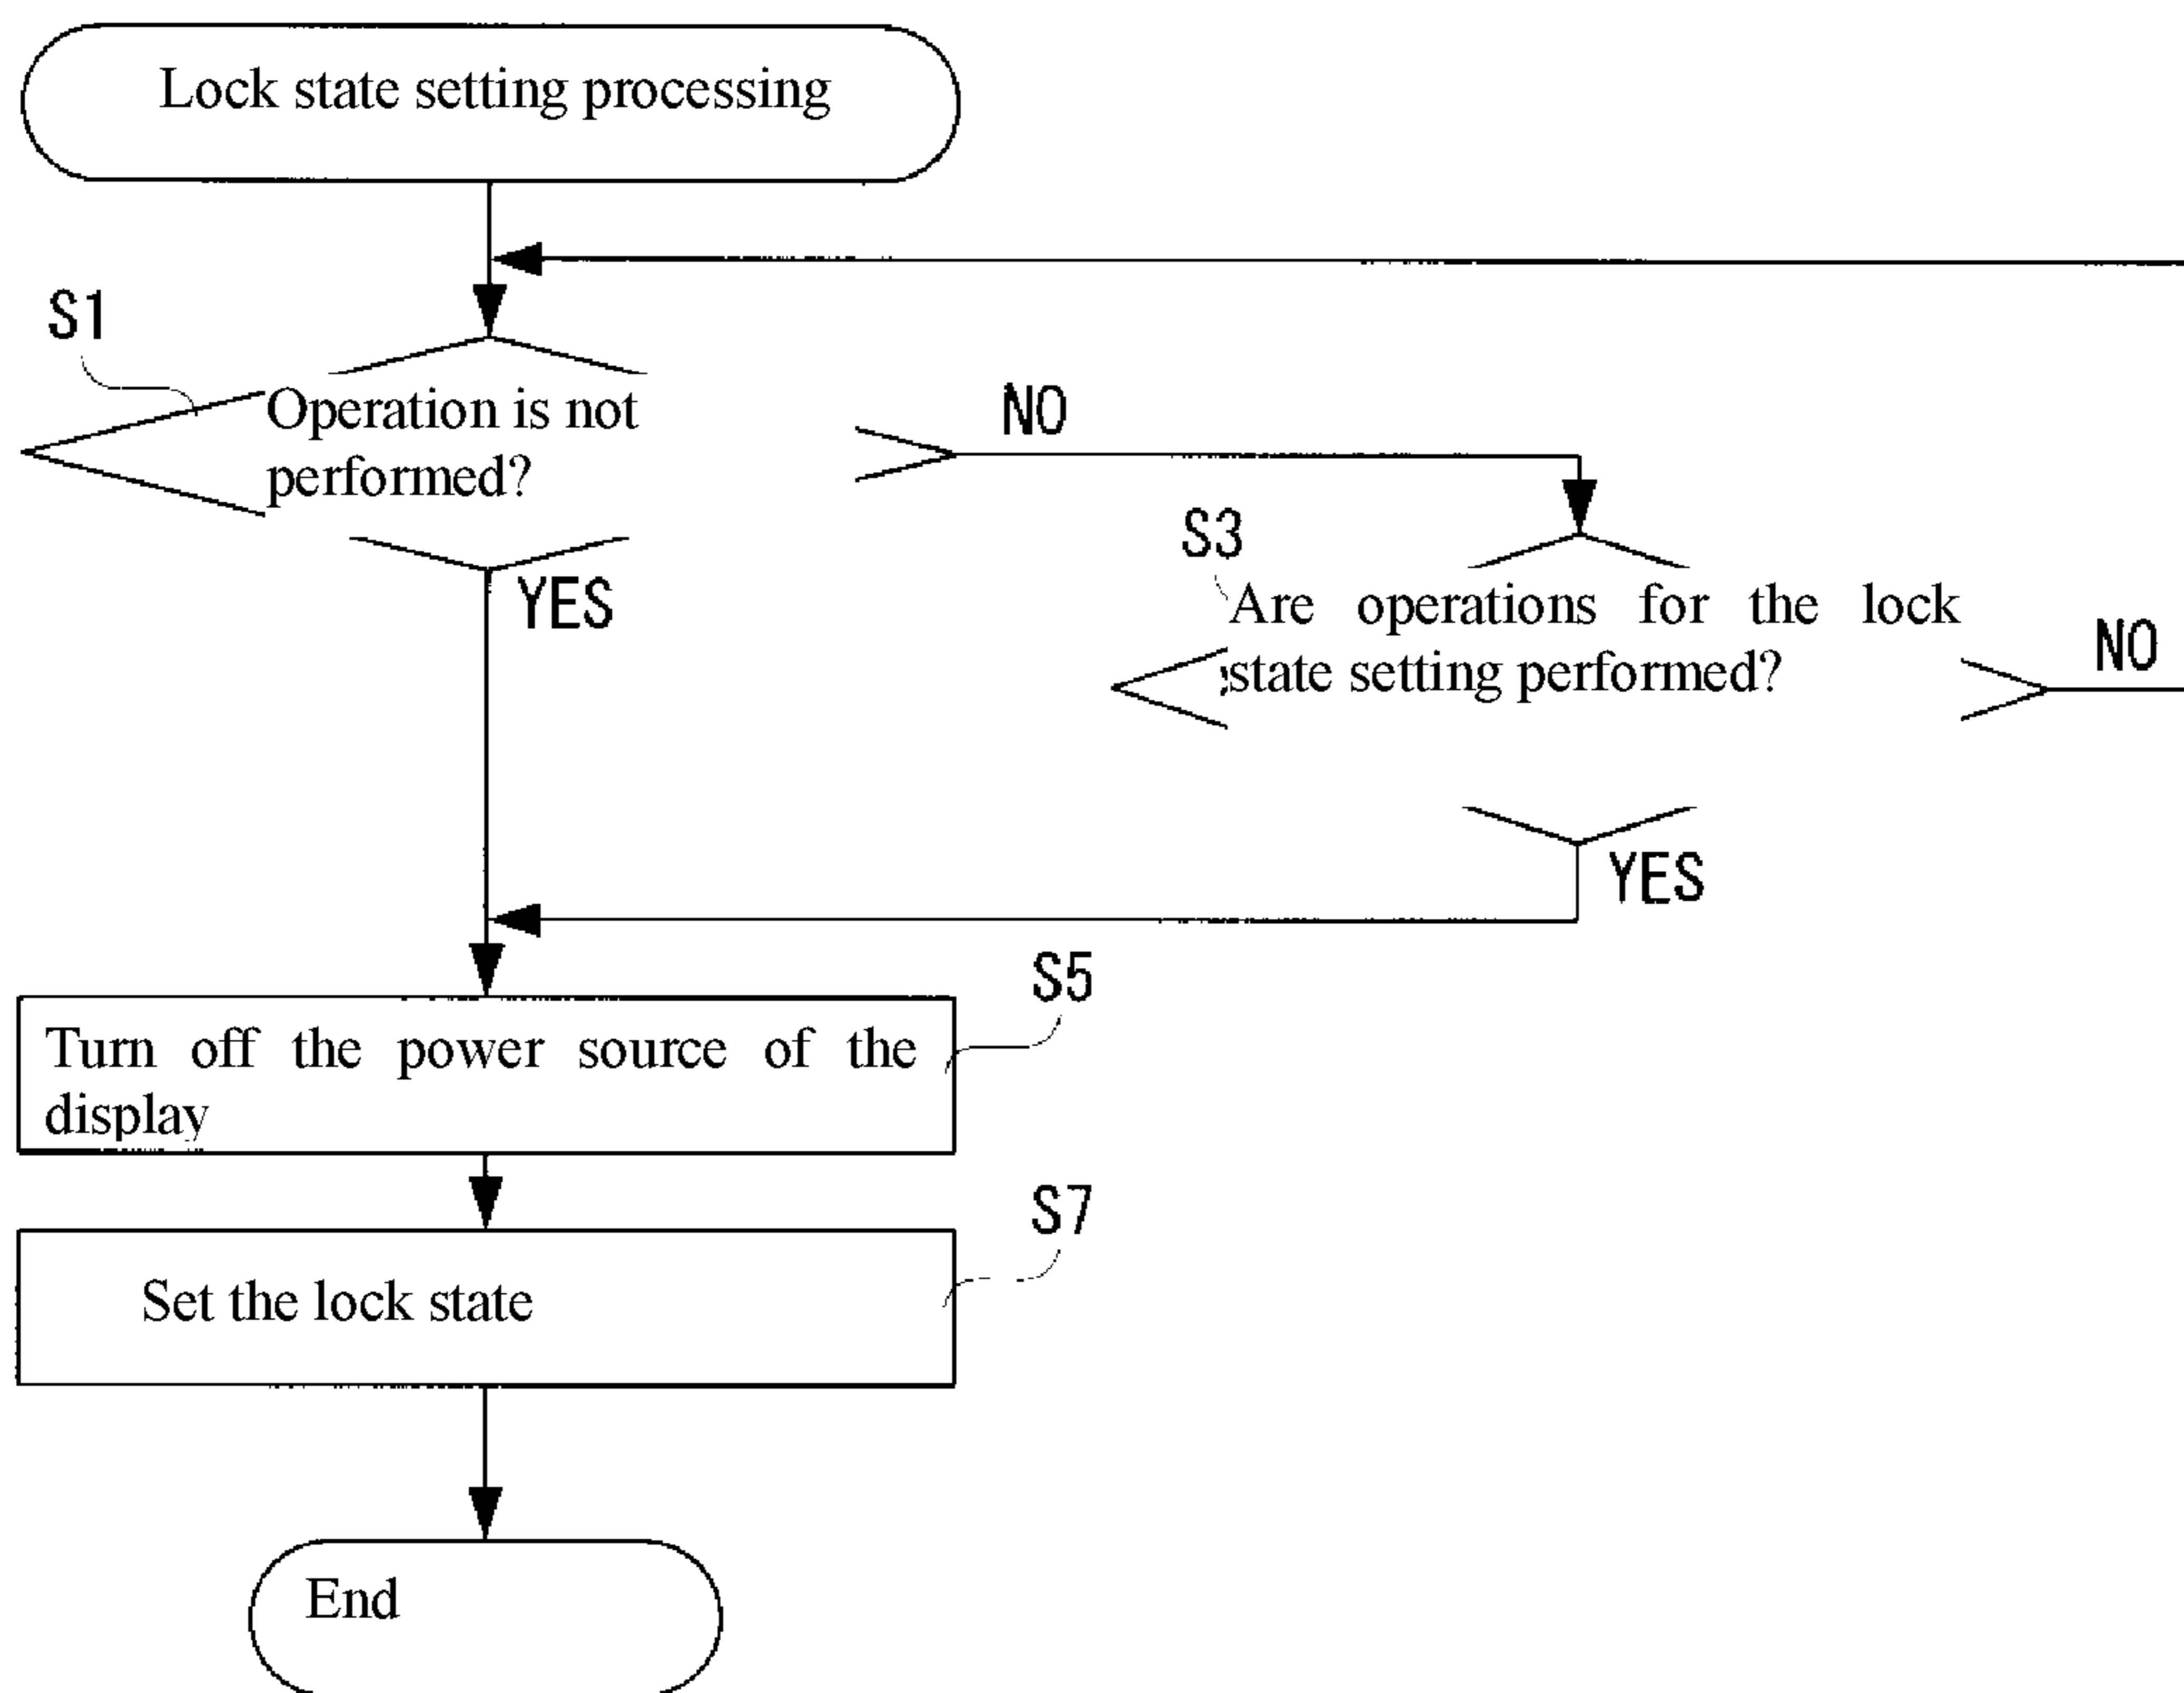 Lock state setting processing
S1
Operation is not
performed?
NO
YES
S3
Are operations for the lock
state setting performed?
NO
YES
S5
Turn off the power source of the
display
S7
Set the lock state
End